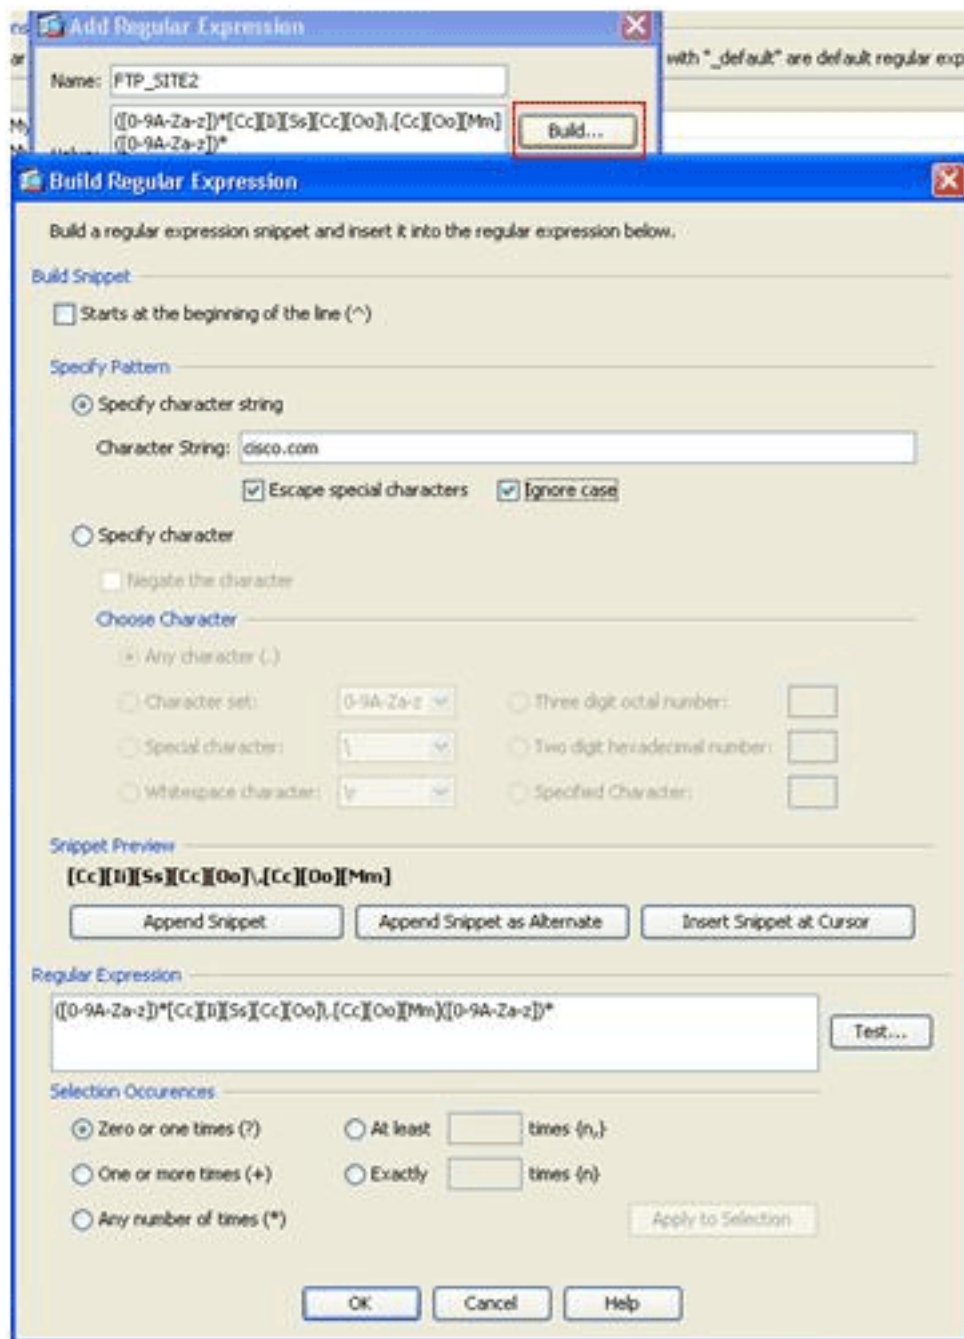 Add Regular Expression
with "_default" are default regular exp
Name: FTP_SITE2
([0-9A-Za-z])*[Cc][Ii][Ss][Cc][Oo]\.[Cc][Oo][Mm]
([0-9A-Za-z])*
Build...
Build Regular Expression
Build a regular expression snippet and insert it into the regular expression below.
Build Snippet
Starts at the beginning of the line (^)
Specify Pattern
Specify character string
Character String: cisco.com
Escape special characters Ignore case
Specify character
Negate the character
Choose Character
Any character (.)
Character set: 0-9A-Za-z Three digit octal number:
Special character: \ Two digit hexadecimal number:
Whitespace character: \r Specified Character:
Snippet Preview
[Cc][Ii][Ss][Cc][Oo]\.[Cc][Oo][Mm]
Append Snippet Append Snippet as Alternate Insert Snippet at Cursor
Regular Expression
([0-9A-Za-z])*[Cc][Ii][Ss][Cc][Oo]\.[Cc][Oo][Mm]([0-9A-Za-z])*
Test...
Selection Occurences
Zero or one times (?) At least times {n,}
One or more times (+) Exactly times {n}
Any number of times (*) Apply to Selection
OK Cancel Help